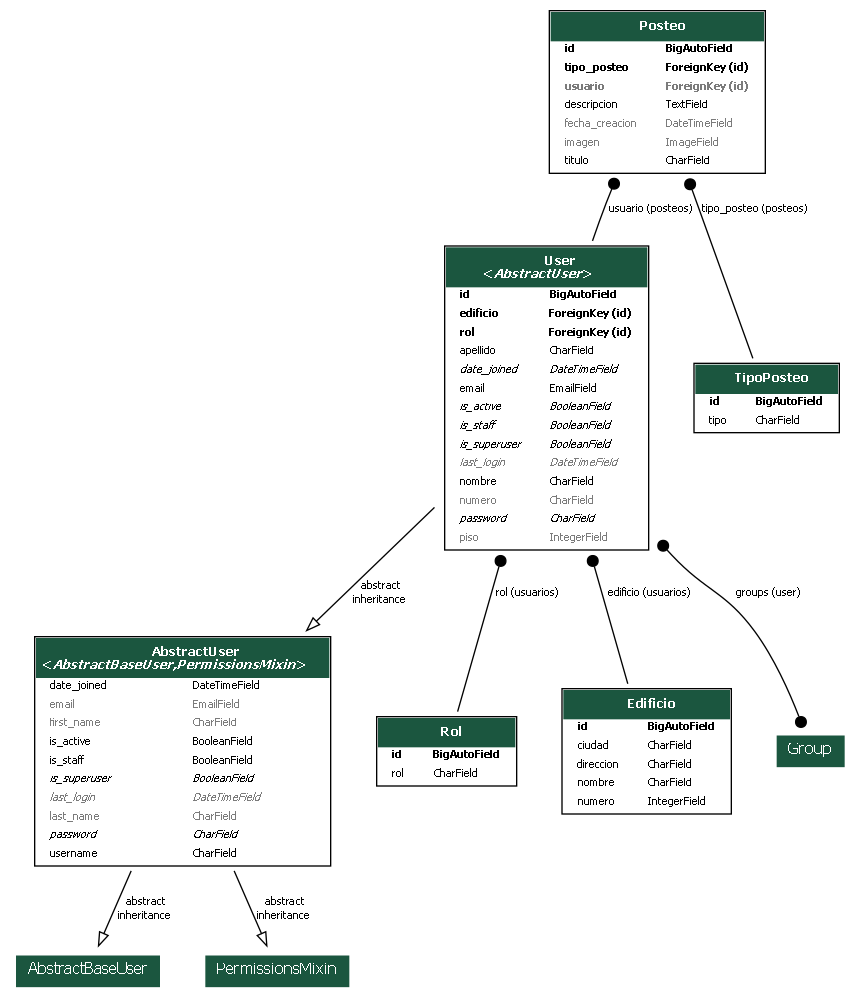 Posteo
id BigAutoField
tipo_posteo ForeignKey (id)
usuario ForeignKey (id)
descripcion TextField
fecha_creacion DateTimeField
imagen ImageField
titulo CharField
usuario (posteos) tipo_posteo (posteos)
User
<AbstractUser>
id BigAutoField
edificio ForeignKey (id)
rol ForeignKey (id)
apellido CharField
date_joined DateTimeField
email EmailField
is_active BooleanField
is_staff BooleanField
is_superuser BooleanField
last_login DateTimeField
nombre CharField
numero CharField
password CharField
piso IntegerField
TipoPosteo
id BigAutoField
tipo CharField
abstract
inheritance
rol (usuarios)
edificio (usuarios)
groups (user)
AbstractUser
<AbstractBaseUser,PermissionsMixin>
date_joined DateTimeField
email EmailField
first_name CharField
is_active BooleanField
is_staff BooleanField
is_superuser BooleanField
last_login DateTimeField
last_name CharField
password CharField
username CharField
Rol
id BigAutoField
rol CharField
Edificio
id BigAutoField
ciudad CharField
direccion CharField
nombre CharField
numero IntegerField
Group
abstract
inheritance
abstract
inheritance
AbstractBaseUser
PermissionsMixin